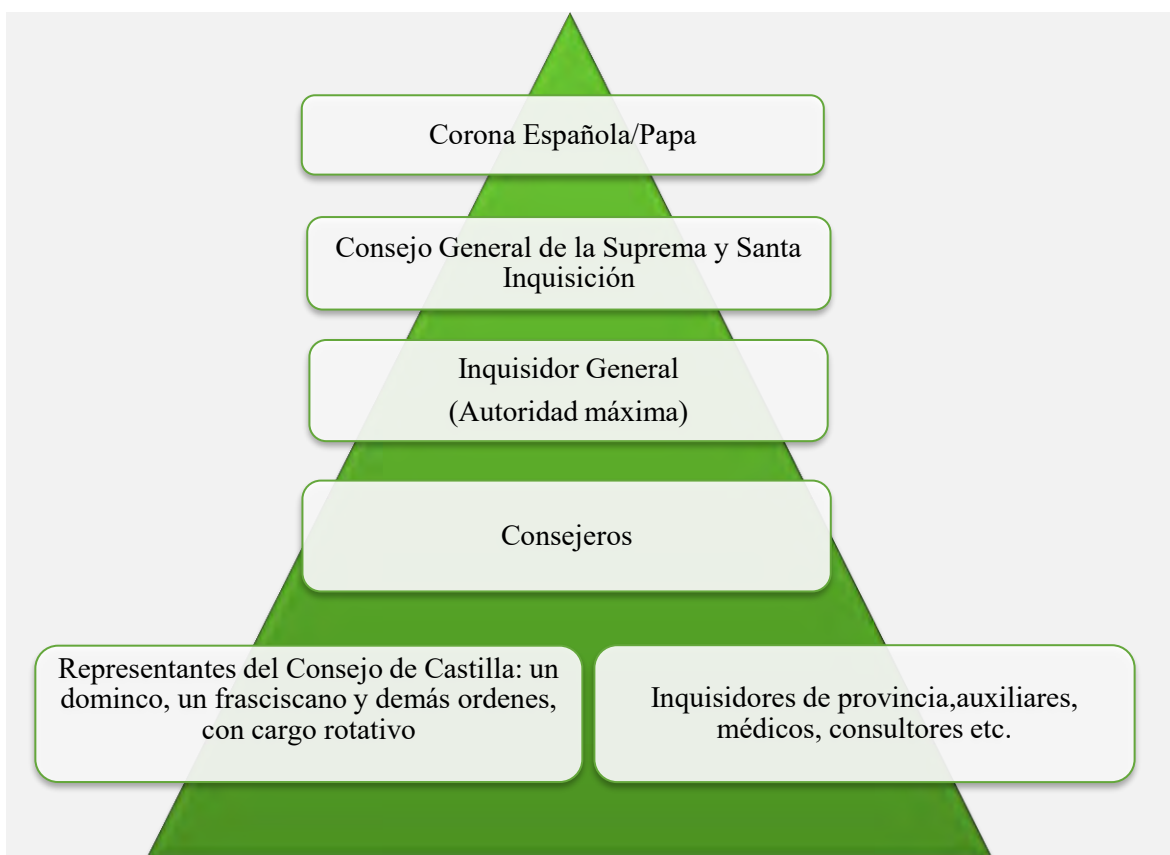 Corona Española/Papa
Consejo General de la Suprema y Santa
Inquisición
Inquisidor General
(Autoridad máxima)
Consejeros
Representantes del Consejo de Castilla: un
dominco, un frasciscano y demás ordenes,
con cargo rotativo
Inquisidores de provincia,auxiliares,
médicos, consultores etc.